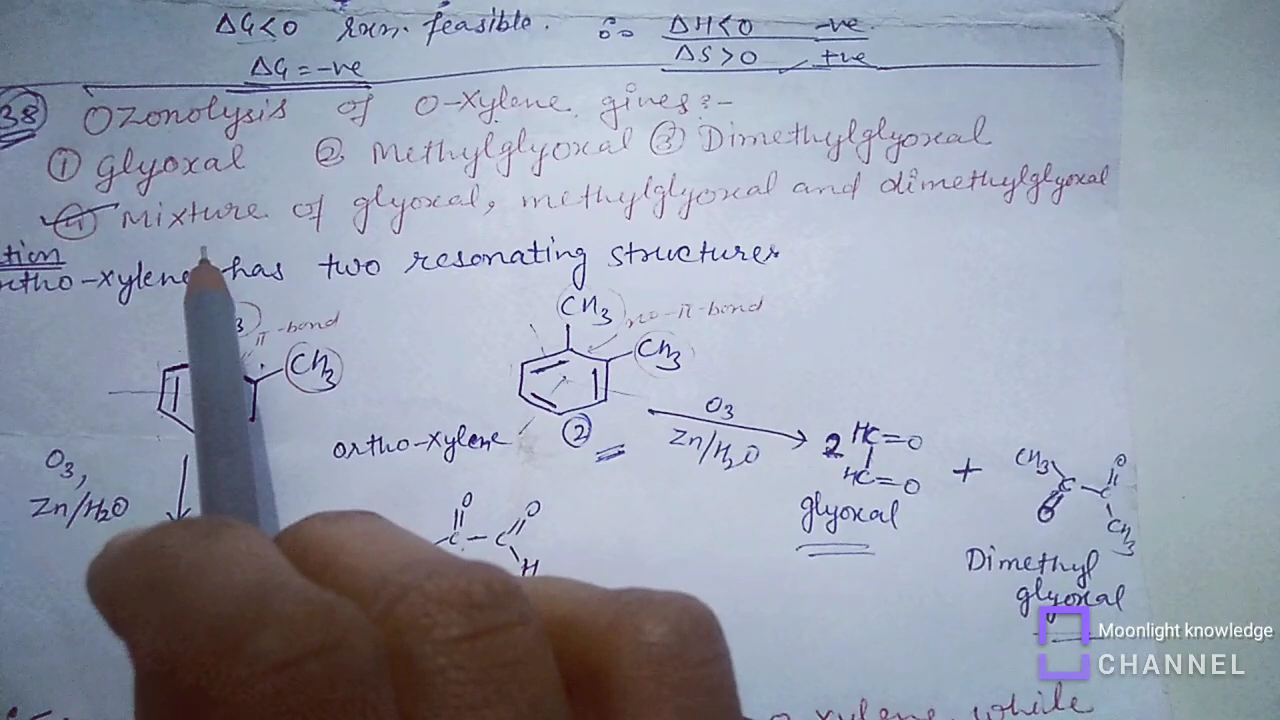 ΔG<0 rxn. feasible. ∴ ΔH<0 -ve
ΔG = -ve ΔS>0 +ve
38 Ozonolysis of O-Xylene gives:-
① Glyoxal ② Methylglyoxal ③ Dimethylglyoxal
④ Mixture of glyoxal, methylglyoxal and dimethylglyoxal
tion
rtho-xylene has two resonating structures
3 π-bond
CH3
CH3 no-π-bond
CH3
ortho-xylene ②
O3,
Zn/H2O
O3
Zn/H2O
2 HC=O
HC=O
glyoxal
+
CH3 C O C O CH3
Dimethyl
glyoxal
O O
C - C
H
Moonlight knowledge
CHANNEL
xylene while